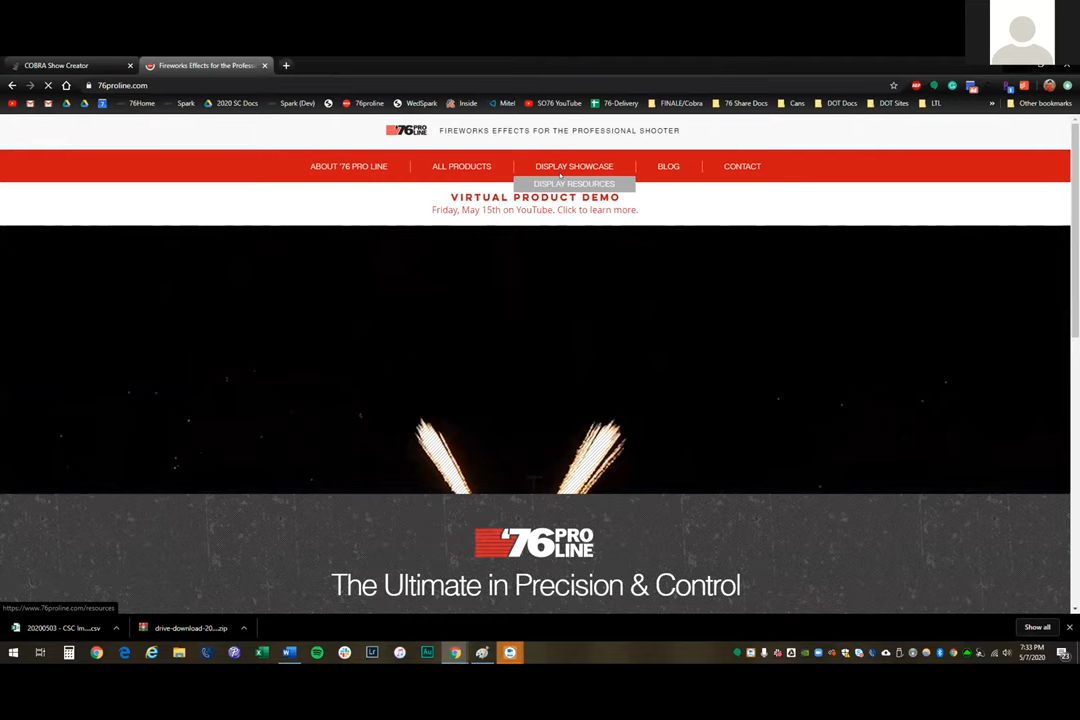 COBRA Show Creator
Fireworks Effects for the Professi
76proline.com
76Home
Spark
2020 SC Docs
Spark (Dev)
76proline
WedSpark
Inside
Mitel
SO76 YouTube
76-Delivery
FINALE/Cobra
76 Share Docs
Cans
DOT Docs
DOT Sites
LTL
»
Other bookmarks
'76 PRO LINE
FIREWORKS EFFECTS FOR THE PROFESSIONAL SHOOTER
ABOUT '76 PRO LINE
ALL PRODUCTS
DISPLAY SHOWCASE
BLOG
CONTACT
DISPLAY RESOURCES
VIRTUAL PRODUCT DEMO
Friday, May 15th on YouTube. Click to learn more.
'76 PRO LINE
The Ultimate in Precision & Control
https://www.76proline.com/resources
20200503 - CSC Im....csv
drive-download-20....zip
Show all
7:33 PM
5/7/2020
23